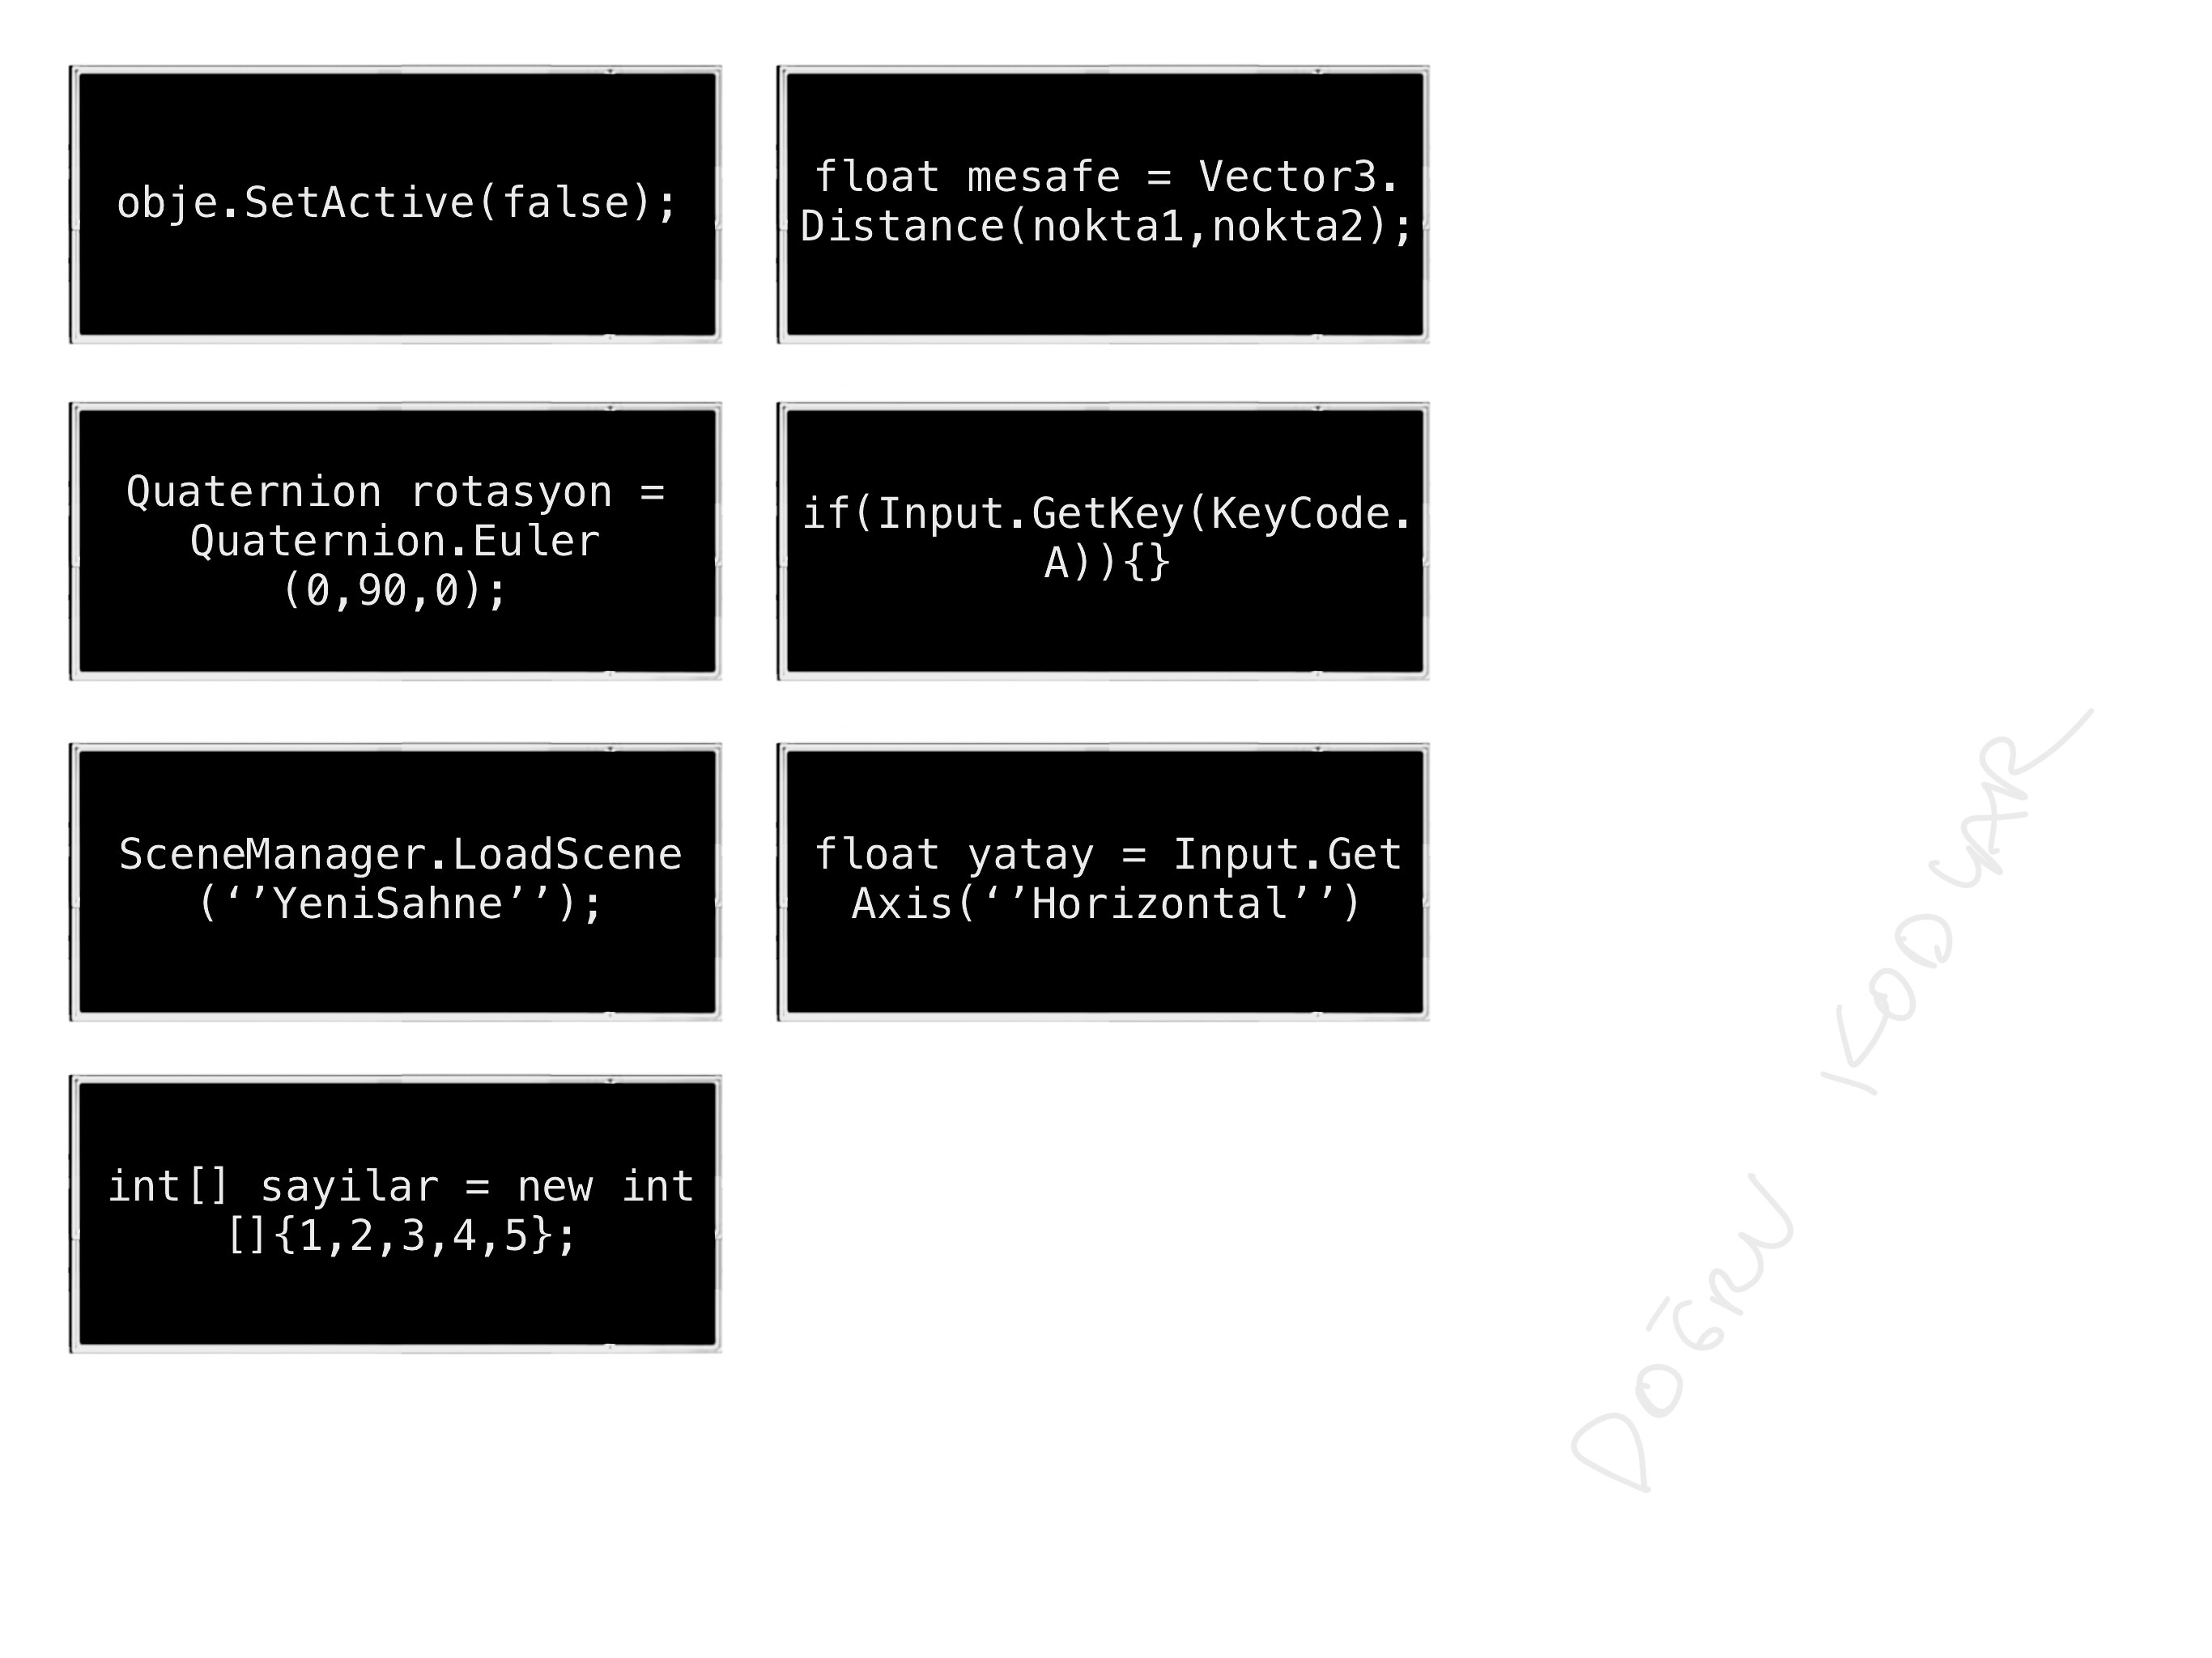 obje.SetActive(false);
float mesafe = Vector3.
Distance(nokta1,nokta2);
Quaternion rotasyon =
Quaternion.Euler
(0,90,0);
if(Input.GetKey(KeyCode.
A)){}
SceneManager.LoadScene
(‘’YeniSahne’’);
float yatay = Input.Get
Axis(‘’Horizontal’’)
int[] sayilar = new int
[]{1,2,3,4,5};
DOĞRU KOD YAR